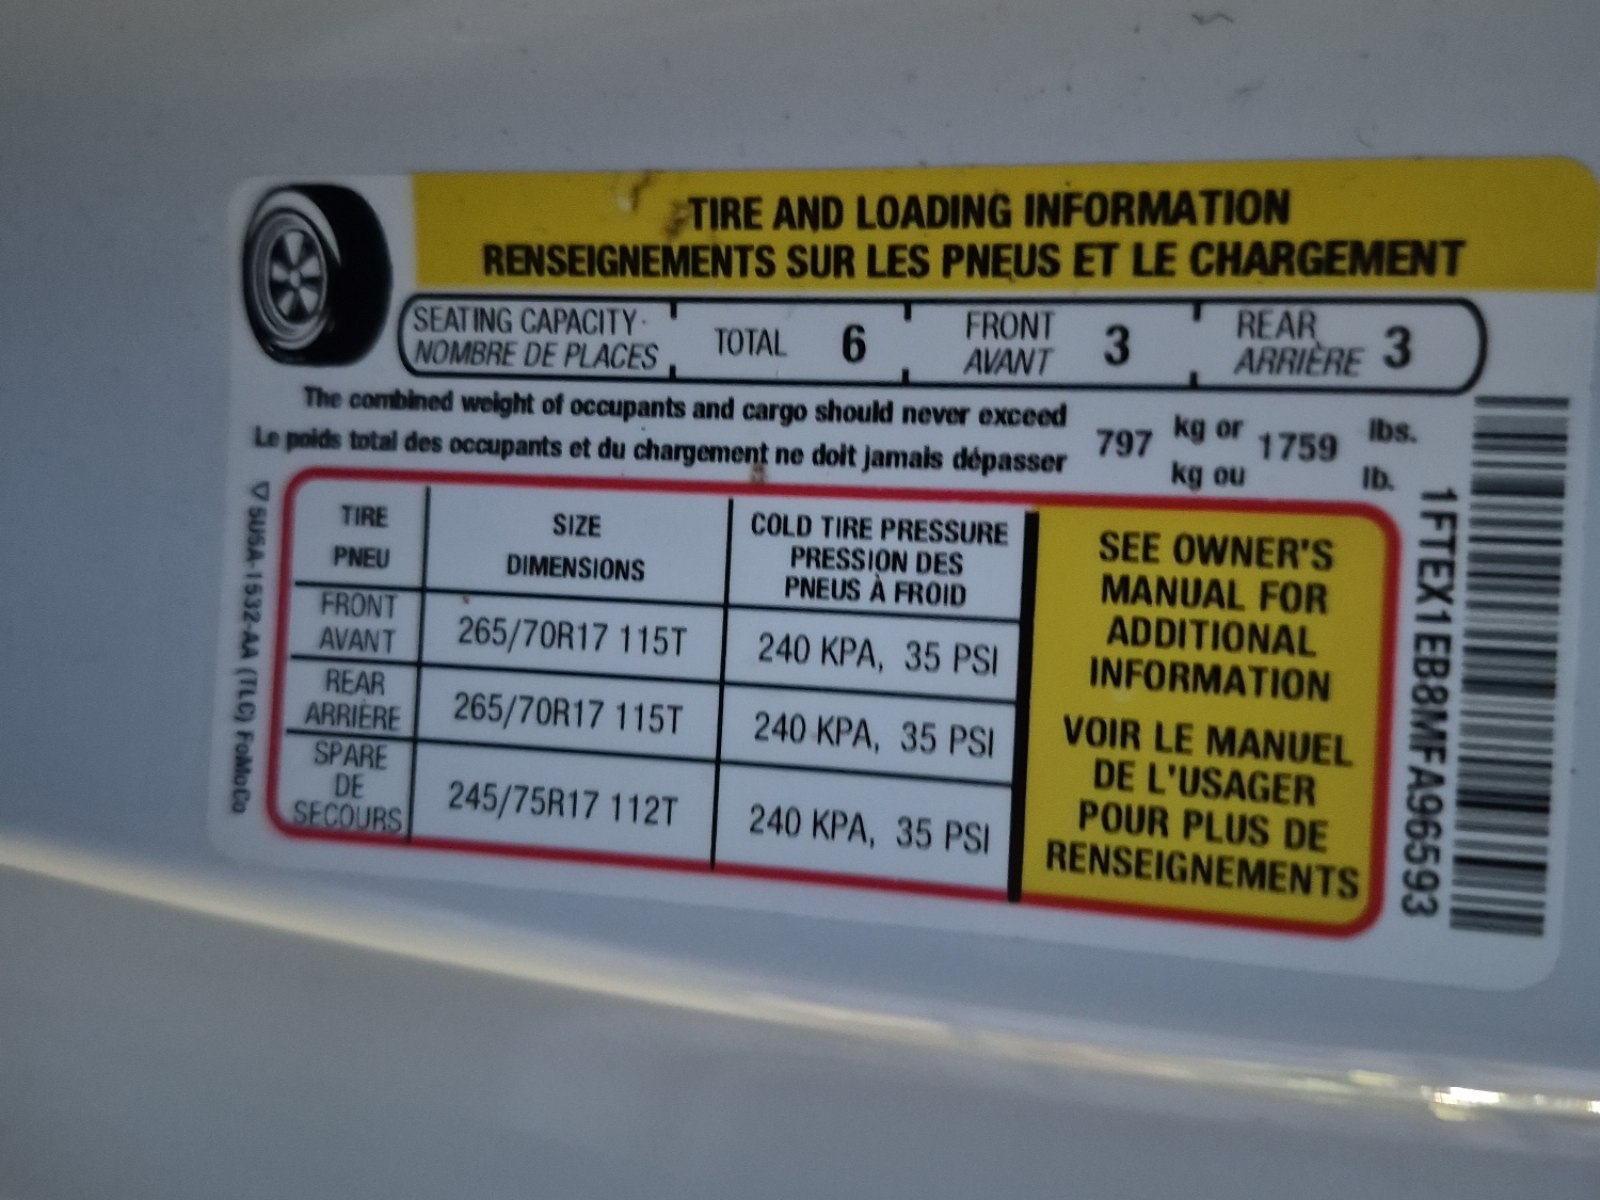 TIRE AND LOADING INFORMATION
RENSEIGNEMENTS SUR LES PNEUS ET LE CHARGEMENT
SEATING CAPACITY TOTAL 6 FRONT 3 REAR 3
NOMBRE DE PLACES AVANT ARRIÈRE
The combined weight of occupants and cargo should never exceed 797 kg or 1759 lbs.
Le poids total des occupants et du chargement ne doit jamais dépasser kg ou lb.
TIRE SIZE COLD TIRE PRESSURE
PNEU DIMENSIONS PRESSION DES
PNEUS À FROID
FRONT
AVANT 265/70R17 115T 240 KPA, 35 PSI
REAR
ARRIÈRE 265/70R17 115T 240 KPA, 35 PSI
SPARE
DE
SECOURS 245/75R17 112T 240 KPA, 35 PSI
SEE OWNER'S
MANUAL FOR
ADDITIONAL
INFORMATION
VOIR LE MANUEL
DE L'USAGER
POUR PLUS DE
RENSEIGNEMENTS
1FTEX1EB8MFA96593
5USA-1532-AA (TLC) FoMoCo